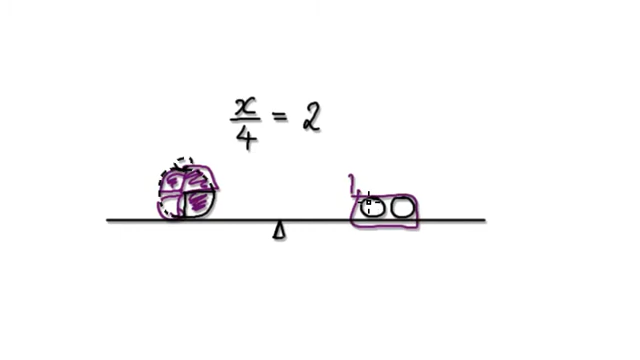 x/4 = 2